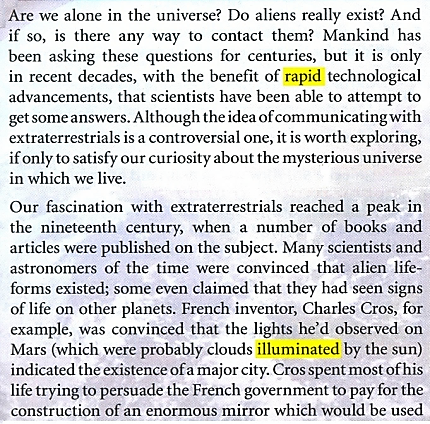 Are we alone in the universe? Do aliens really exist? And
if so, is there any way to contact them? Mankind has
been asking these questions for centuries, but it is only
in recent decades, with the benefit of rapid technological
advancements, that scientists have been able to attempt to
get some answers. Although the idea of communicating with
extraterrestrials is a controversial one, it is worth exploring,
if only to satisfy our curiosity about the mysterious universe
in which we live.
Our fascination with extraterrestrials reached a peak in
the nineteenth century, when a number of books and
articles were published on the subject. Many scientists and
astronomers of the time were convinced that alien life-
forms existed; some even claimed that they had seen signs
of life on other planets. French inventor, Charles Cros, for
example, was convinced that the lights he'd observed on
Mars (which were probably clouds illuminated by the sun)
indicated the existence of a major city. Cros spent most of his
life trying to persuade the French government to pay for the
construction of an enormous mirror which would be used